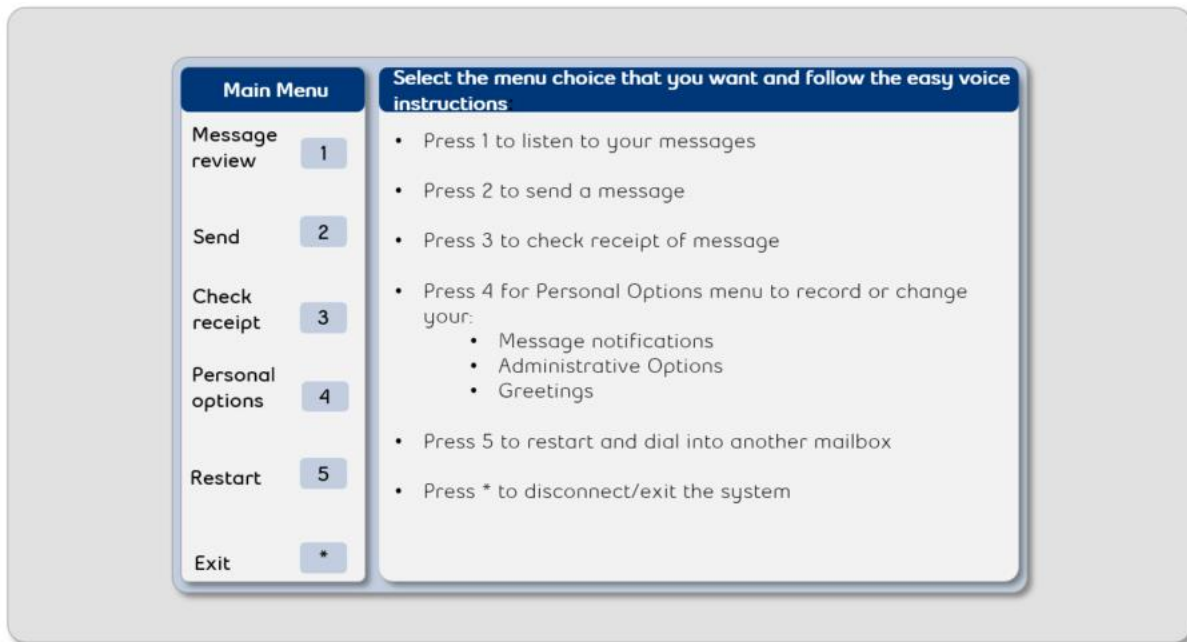 Main Menu
Message
review
1
Send
2
Check
receipt
3
Personal
options
4
Restart
5
Exit
*
Select the menu choice that you want and follow the easy voice
instructions:
• Press 1 to listen to your messages
• Press 2 to send a message
• Press 3 to check receipt of message
• Press 4 for Personal Options menu to record or change
your:
• Message notifications
• Administrative Options
• Greetings
• Press 5 to restart and dial into another mailbox
• Press * to disconnect/exit the system